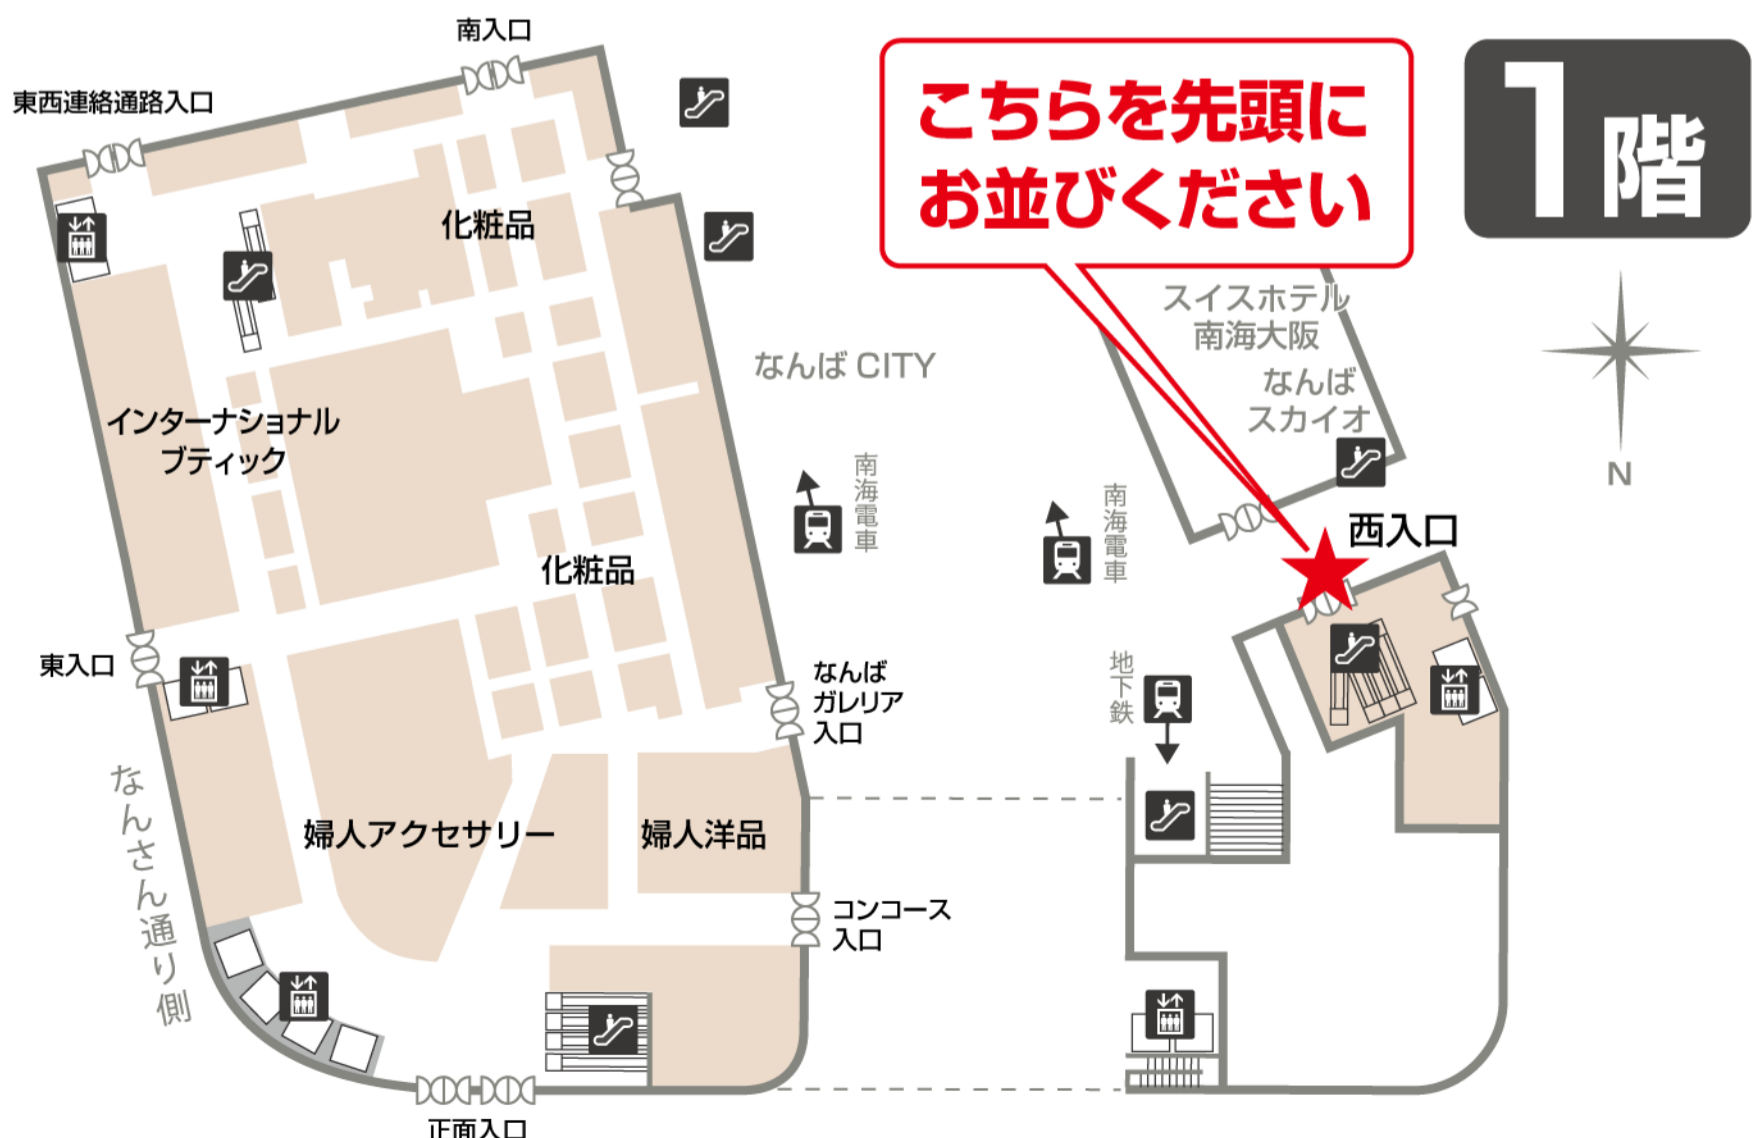 南入口
東西連絡通路入口
こちらを先頭に
お並びください
1階
化粧品
スイスホテル
南海大阪
なんば
スカイオ
なんば CITY
インターナショナル
ブティック
南海電車
南海電車
N
西入口
化粧品
東入口
なんば
ガレリア
入口
地下鉄
なんさん通り側
婦人アクセサリー
婦人洋品
コンコース
入口
正面入口